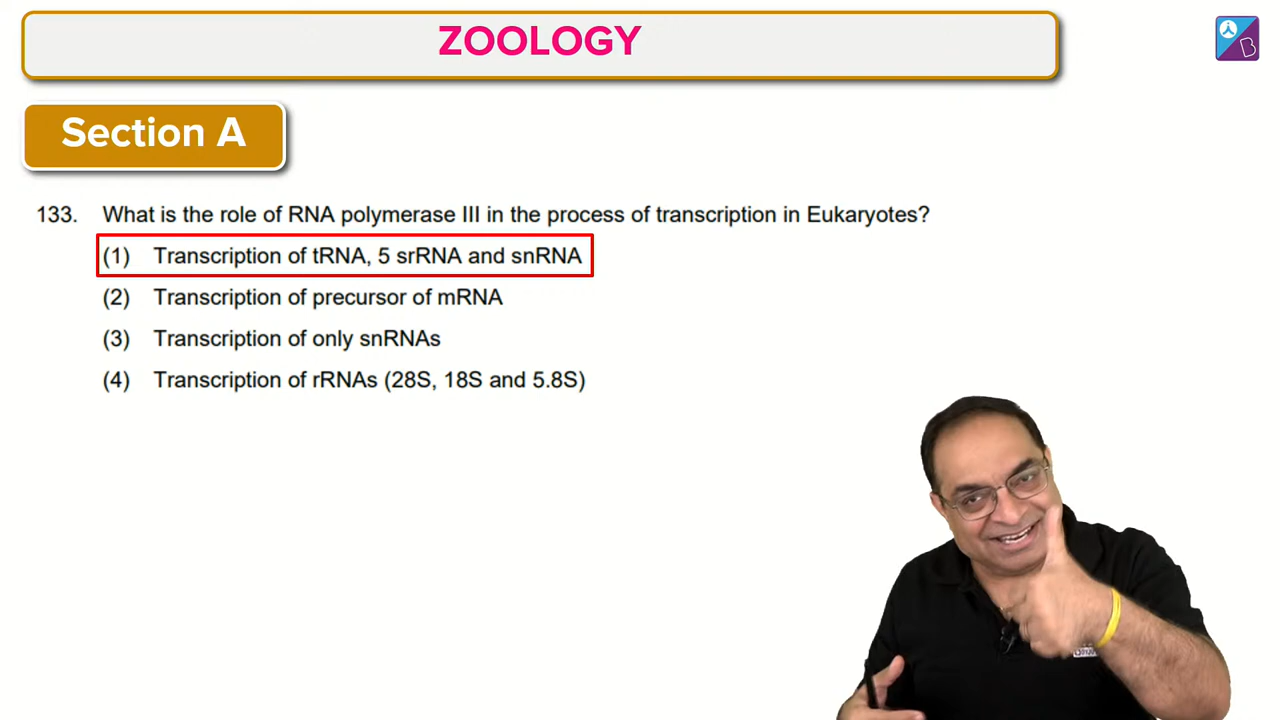 ZOOLOGY
Section A
133. What is the role of RNA polymerase III in the process of transcription in Eukaryotes?
(1) Transcription of tRNA, 5 srRNA and snRNA
(2) Transcription of precursor of mRNA
(3) Transcription of only snRNAs
(4) Transcription of rRNAs (28S, 18S and 5.8S)
B